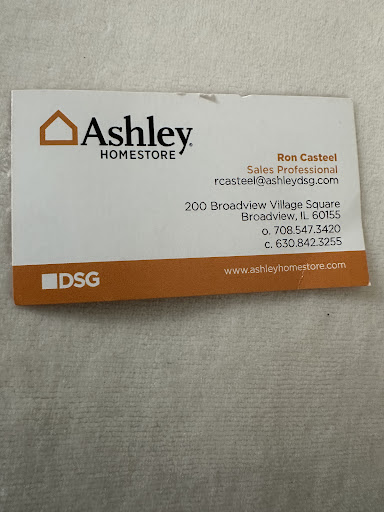 Ashley®
HOMESTORE
Ron Casteel
Sales Professional
rcasteel@ashleydsg.com
200 Broadview Village Square
Broadview, IL 60155
o. 708.547.3420
c. 630.842.3255
DSG
www.ashleyhomestore.com